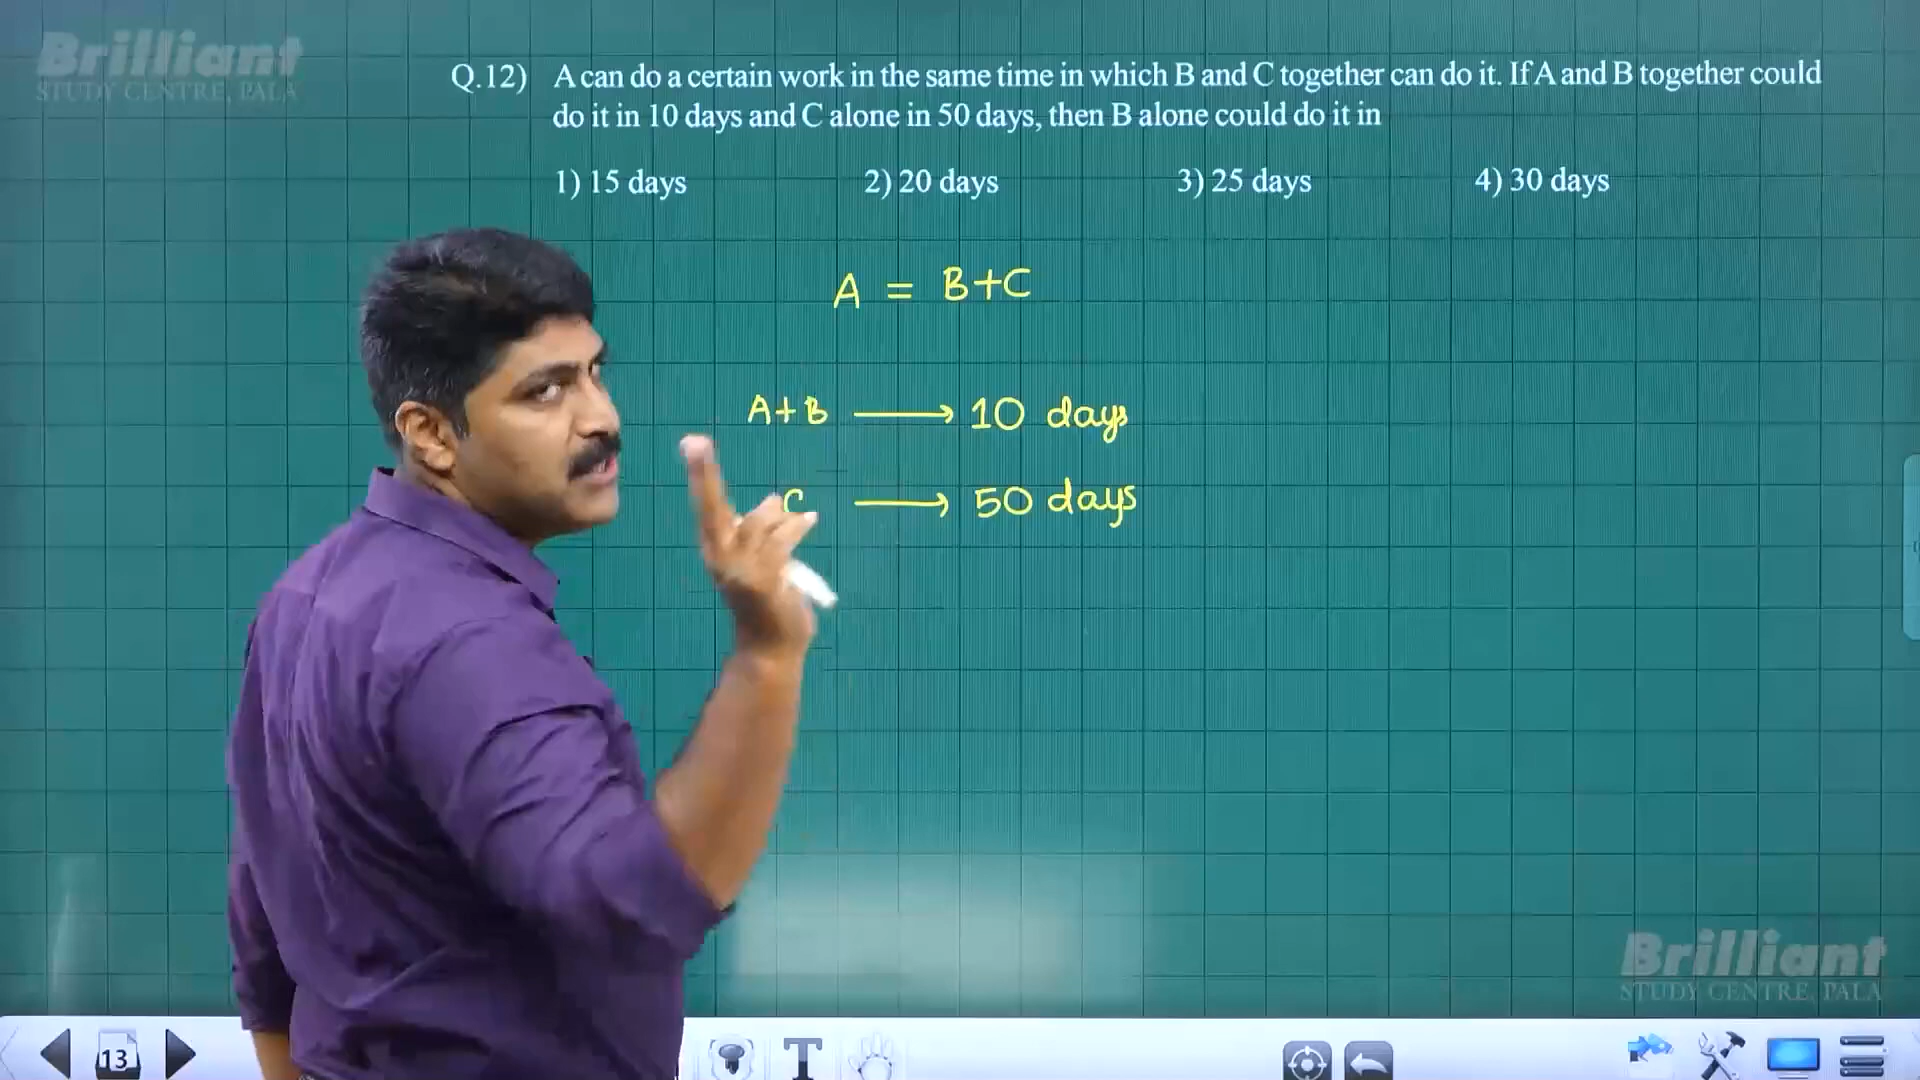 Brilliant
STUDY CENTRE, PALA
Q.12) A can do a certain work in the same time in which B and C together can do it. If A and B together could
do it in 10 days and C alone in 50 days, then B alone could do it in
1) 15 days 2) 20 days 3) 25 days 4) 30 days
A = B+C
A+B → 10 days
C → 50 days
Brilliant
STUDY CENTRE, PALA
13
T